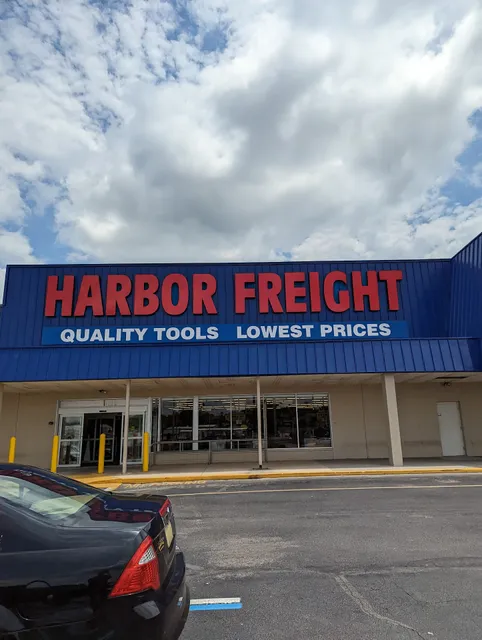 HARBOR FREIGHT
QUALITY TOOLS LOWEST PRICES